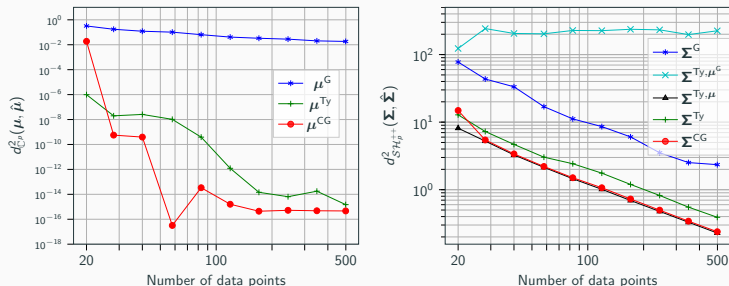 d²_{ℂ^p}(μ, μ̂)
10^0
10^{-2}
10^{-4}
10^{-6}
10^{-8}
10^{-10}
10^{-12}
10^{-14}
10^{-16}
10^{-18}
μ^G
μ^{Ty}
μ^{CG}
20
100
500
Number of data points
d²_{𝒮ℋ_p^{++}}(Σ, Σ̂)
10^2
10^1
10^0
Σ^G
Σ^{Ty,μ^G}
Σ^{Ty,μ}
Σ^{Ty}
Σ^{CG}
20
100
500
Number of data points